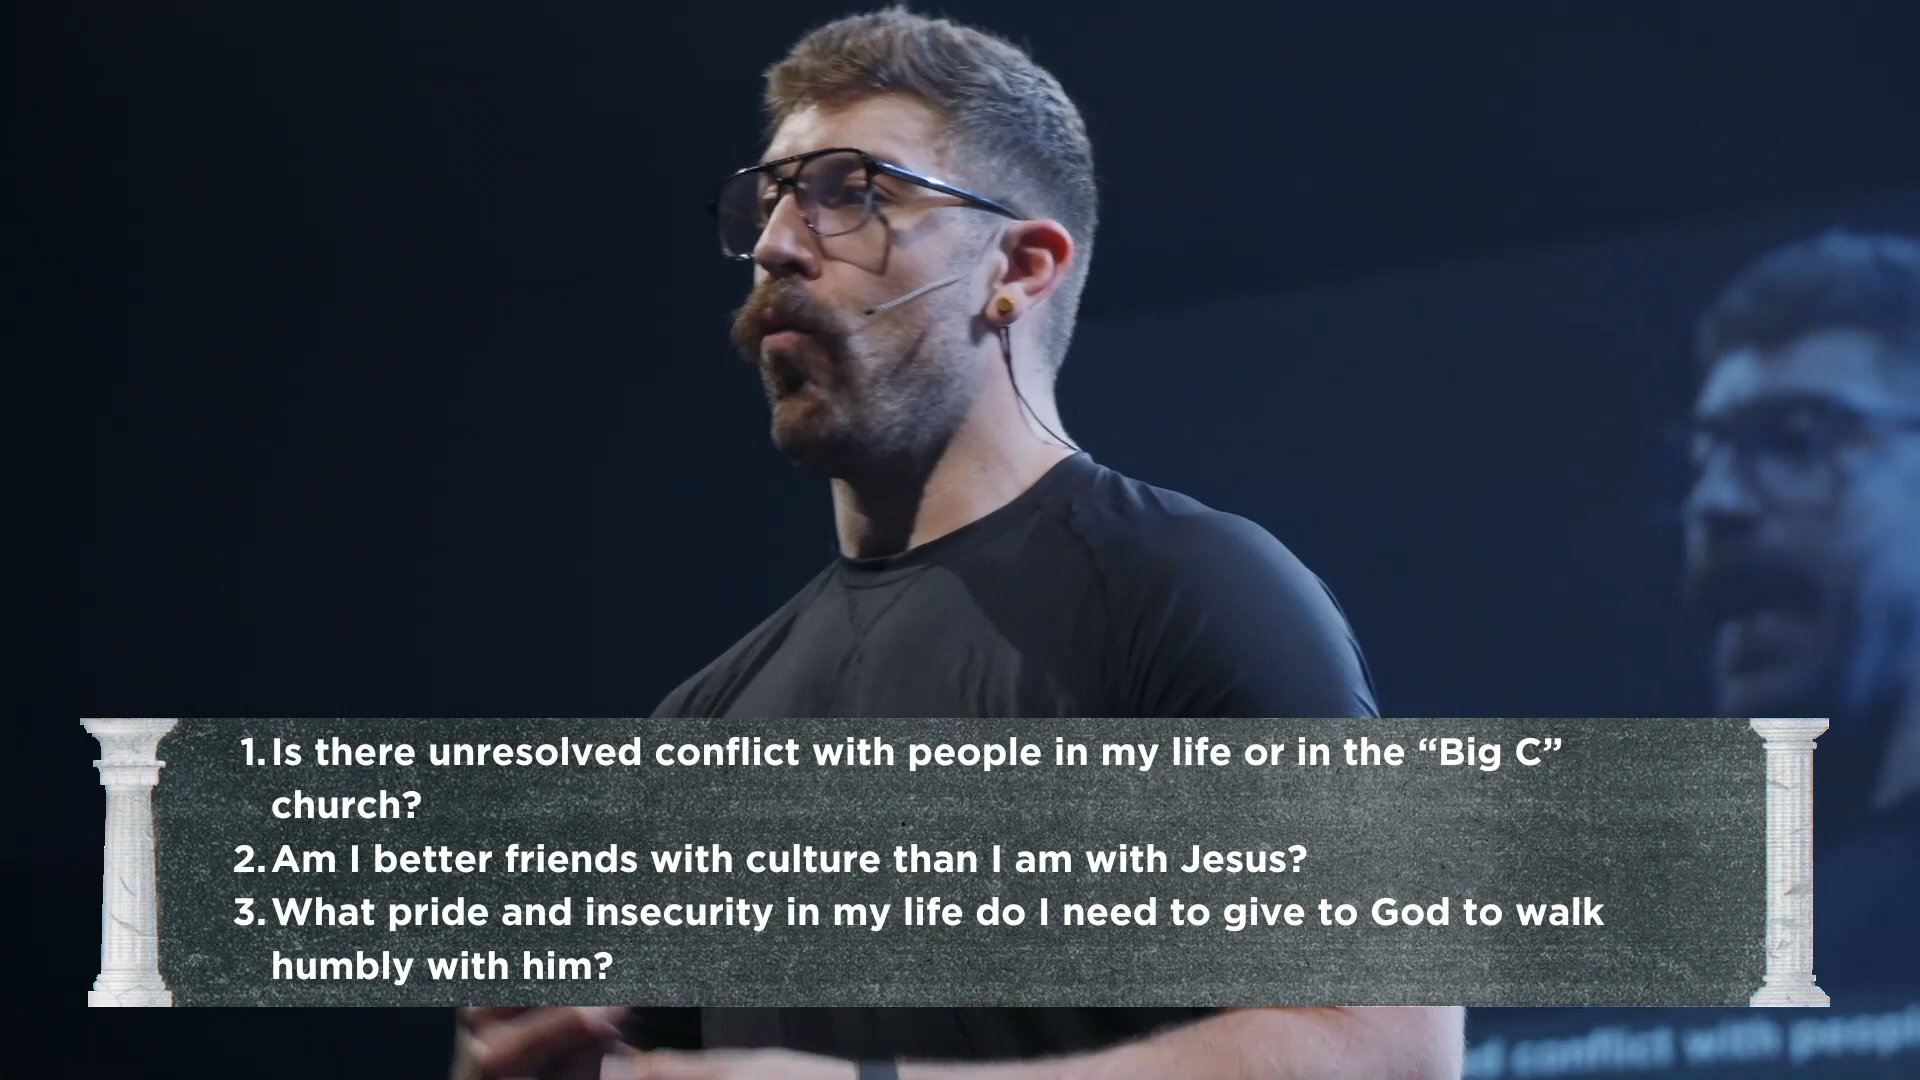 1. Is there unresolved conflict with people in my life or in the “Big C”
church?
2. Am I better friends with culture than I am with Jesus?
3. What pride and insecurity in my life do I need to give to God to walk
humbly with him?
conflict with